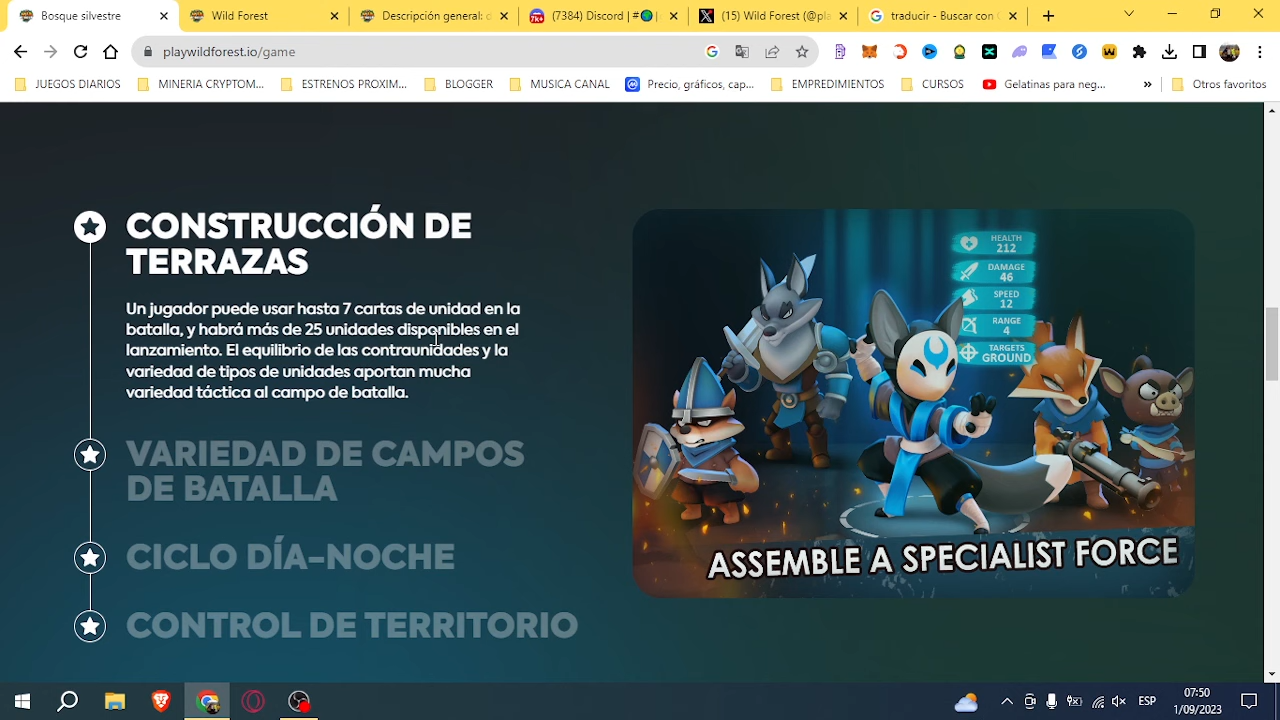 Bosque silvestre
Wild Forest
Descripción general: d
(7384) Discord | #
(15) Wild Forest (@pla
traducir - Buscar con
playwildforest.io/game
JUEGOS DIARIOS
MINERIA CRYPTOM...
ESTRENOS PROXIM...
BLOGGER
MUSICA CANAL
Precio, gráficos, cap...
EMPREDIMIENTOS
CURSOS
Gelatinas para neg...
»
Otros favoritos
CONSTRUCCIÓN DE
TERRAZAS
Un jugador puede usar hasta 7 cartas de unidad en la
batalla, y habrá más de 25 unidades disponibles en el
lanzamiento. El equilibrio de las contraunidades y la
variedad de tipos de unidades aportan mucha
variedad táctica al campo de batalla.
VARIEDAD DE CAMPOS
DE BATALLA
CICLO DÍA-NOCHE
CONTROL DE TERRITORIO
HEALTH
212
DAMAGE
46
SPEED
12
RANGE
4
TARGETS
GROUND
ASSEMBLE A SPECIALIST FORCE
ESP
07:50
1/09/2023